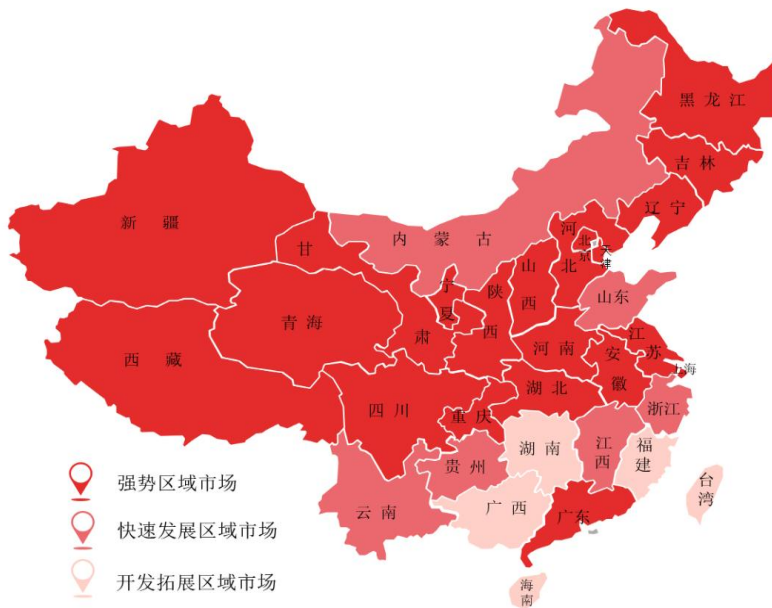 黑龙江
吉林
辽宁
新疆
内蒙古
甘
肃
河
北
北
京
天
津
山
西
宁
夏
陕
西
山东
青海
西藏
河南
江
苏
安
徽
上海
湖北
四川
重庆
浙江
湖南
江
西
福
建
贵州
云南
广西
广东
台
湾
海
南
强势区域市场
快速发展区域市场
开发拓展区域市场